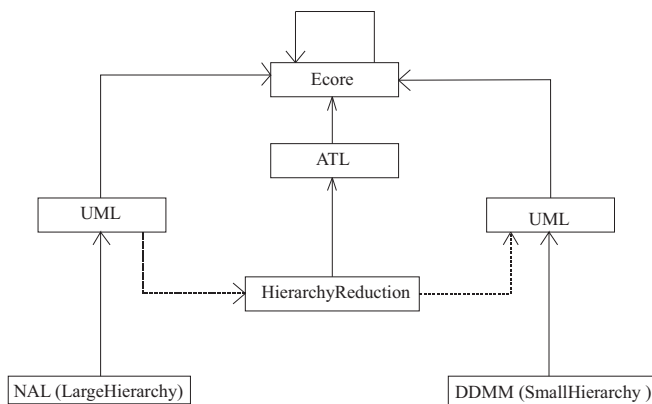 Ecore
ATL
UML
UML
HierarchyReduction
NAL (LargeHierarchy)
DDMM (SmallHierarchy )